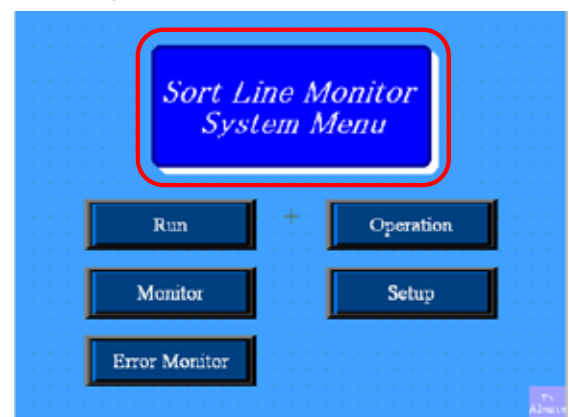 Sort Line Monitor
System Menu
Run
Operation
Monitor
Setup
Error Monitor